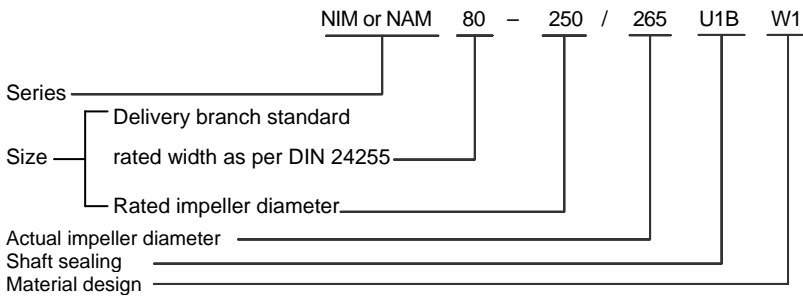 NIM or NAM 80 – 250 / 265 U1B W1
Series
Delivery branch standard
Size rated width as per DIN 24255
Rated impeller diameter
Actual impeller diameter
Shaft sealing
Material design